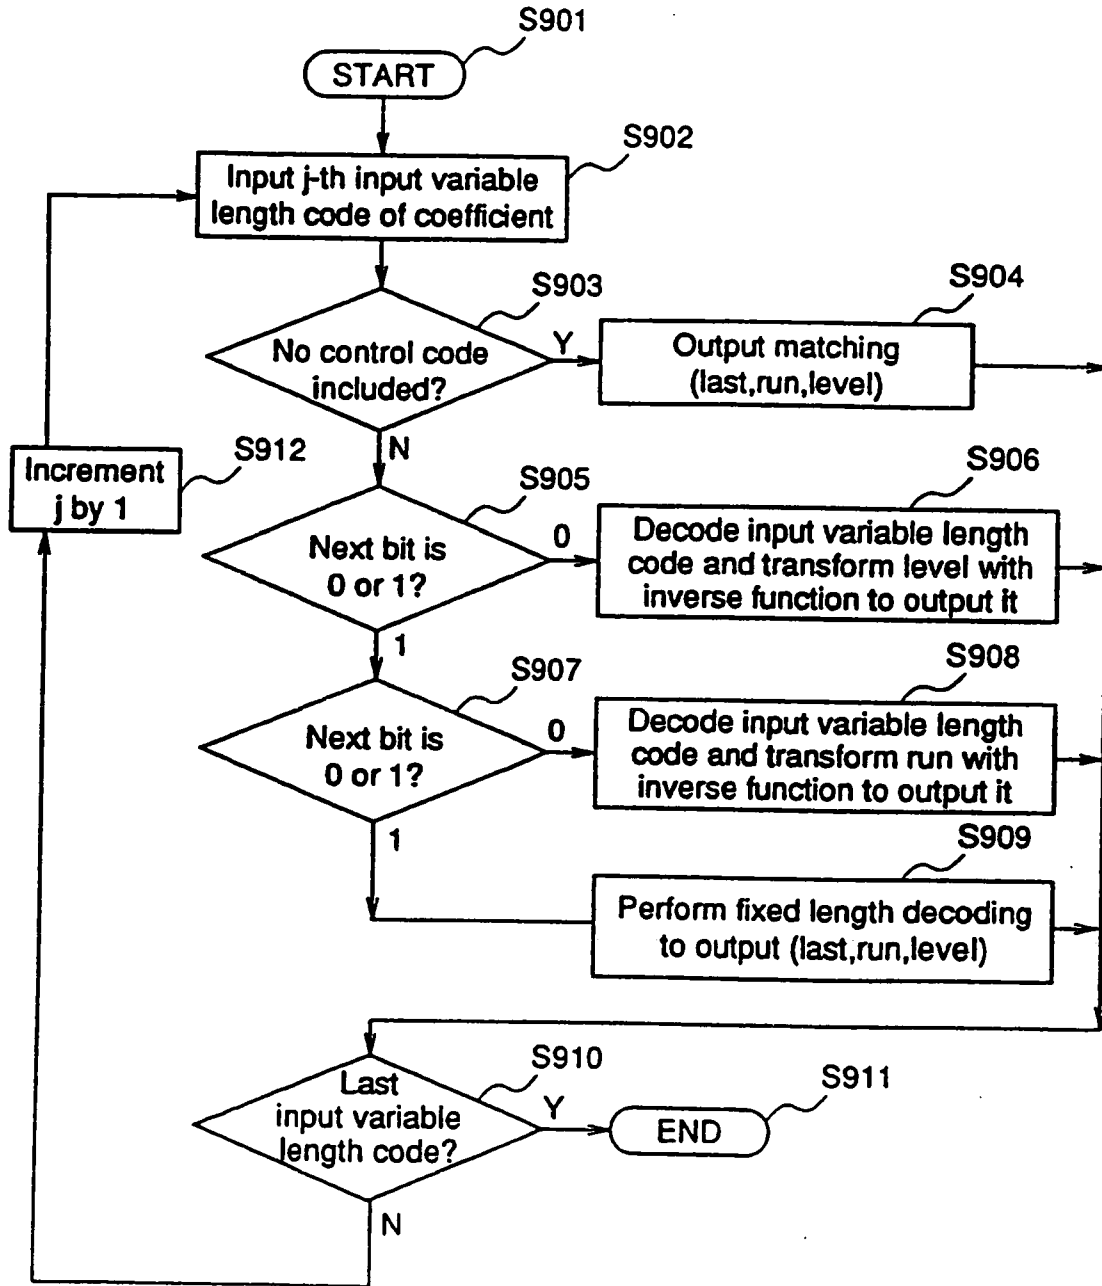 S901
START
S902
Input j-th input variable
length code of coefficient
S903
No control code
included?
Y
S904
Output matching
(last,run,level)
N
S912
Increment
j by 1
S905
Next bit is
0 or 1?
0
S906
Decode input variable length
code and transform level with
inverse function to output it
1
S907
Next bit is
0 or 1?
0
S908
Decode input variable length
code and transform run with
inverse function to output it
1
S909
Perform fixed length decoding
to output (last,run,level)
S910
Last
input variable
length code?
Y
S911
END
N